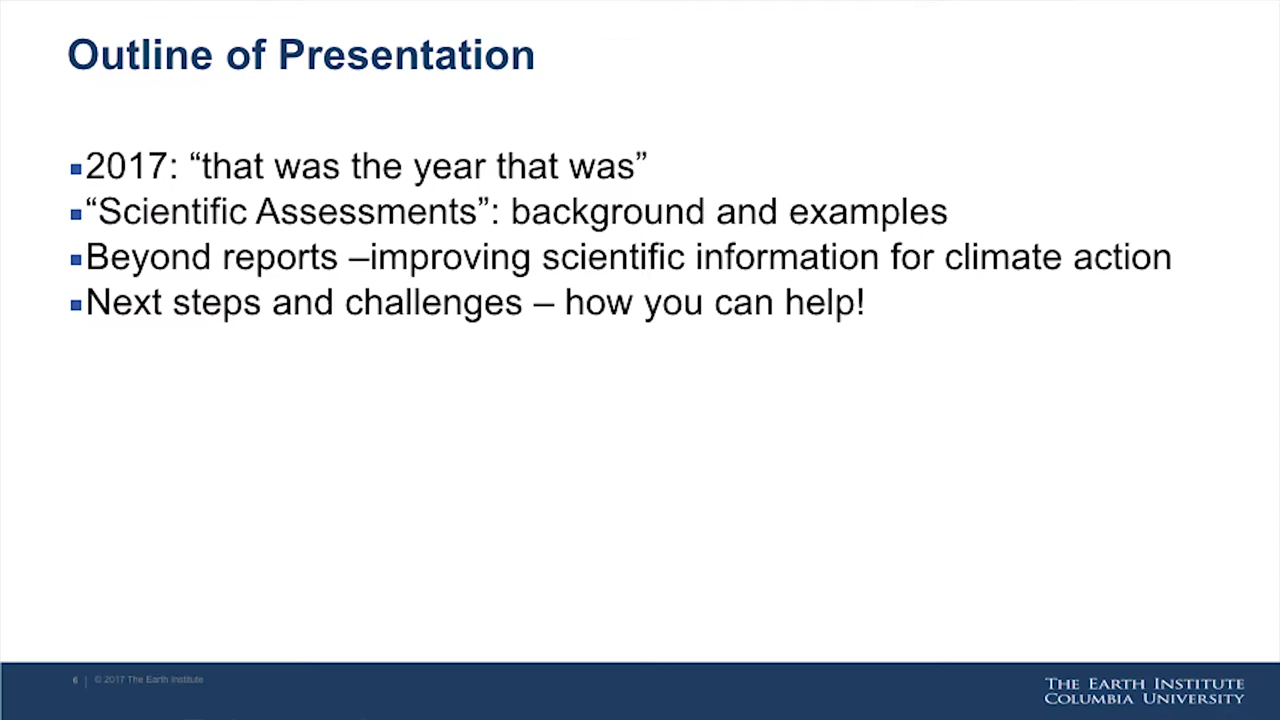 Outline of Presentation
▪2017: “that was the year that was”
▪“Scientific Assessments”: background and examples
▪Beyond reports –improving scientific information for climate action
▪Next steps and challenges – how you can help!
6 | © 2017 The Earth Institute
THE EARTH INSTITUTE
COLUMBIA UNIVERSITY